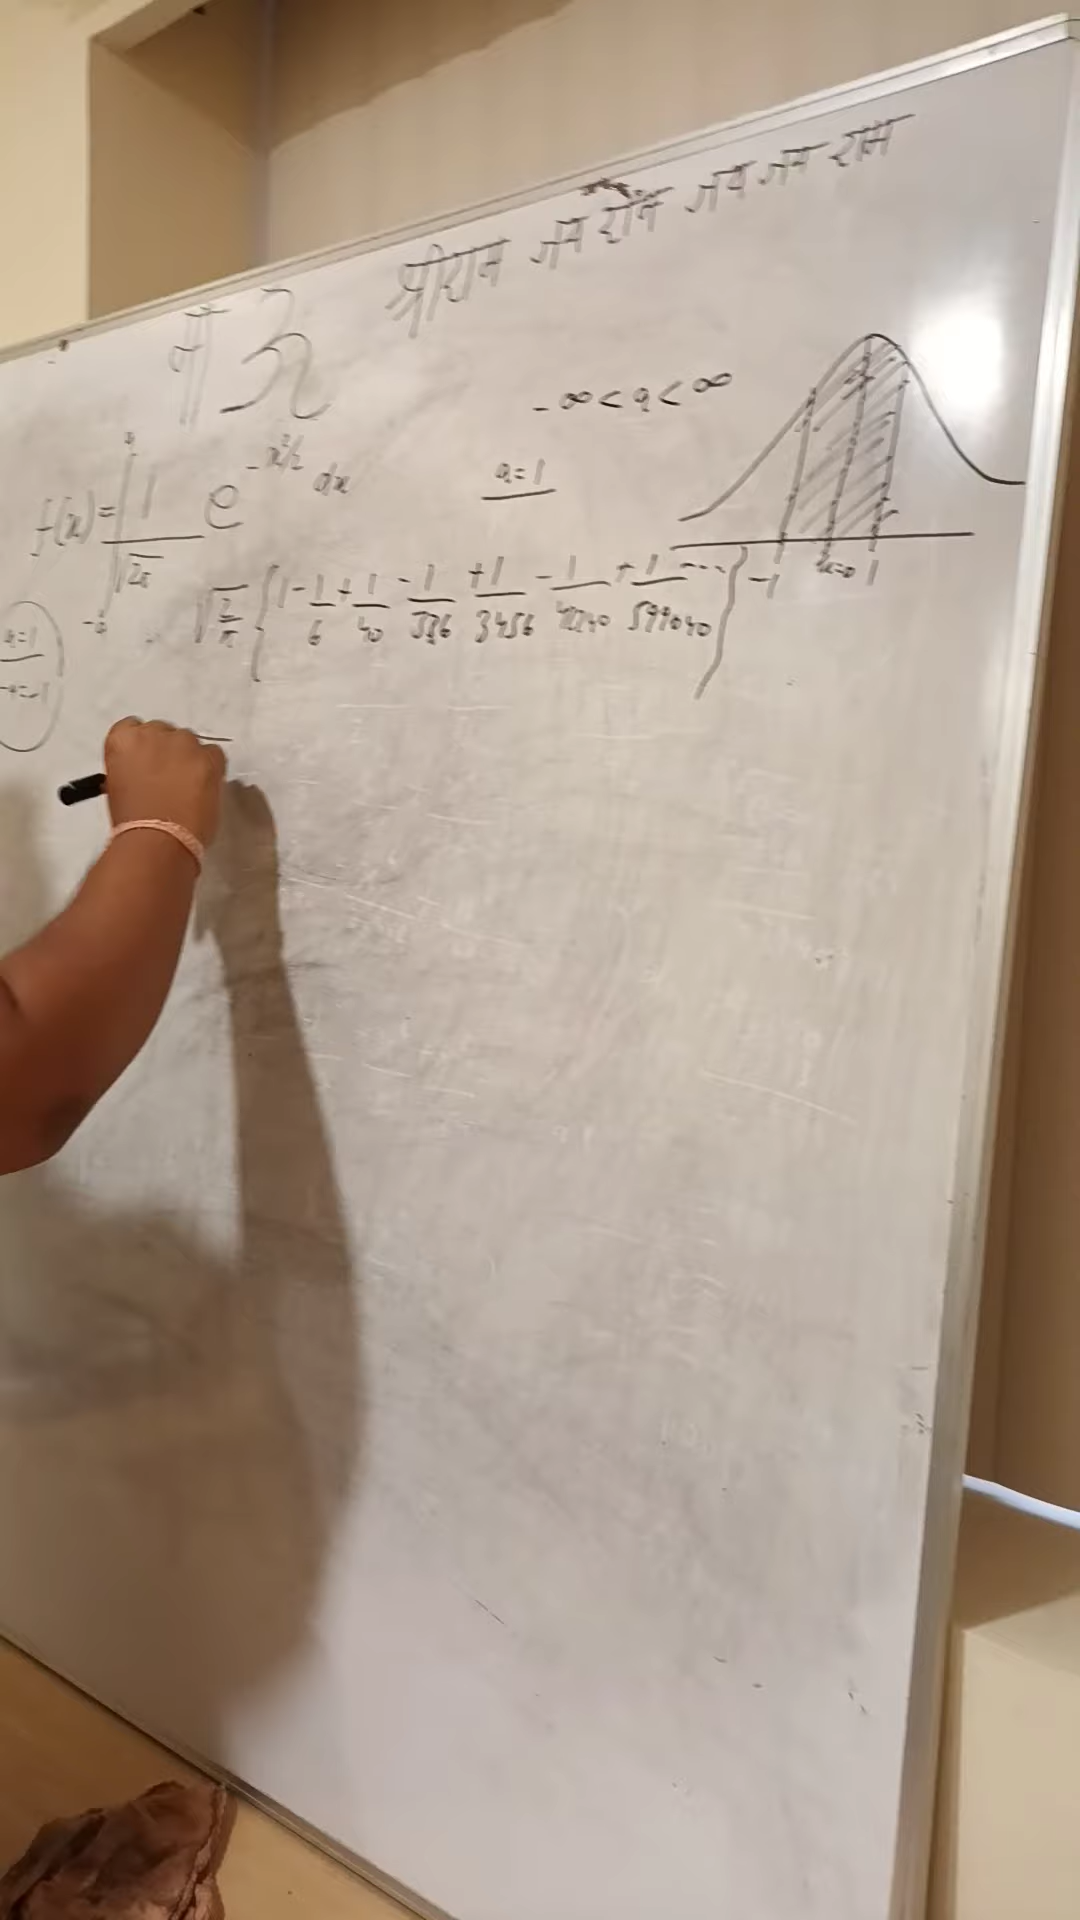 श्रीराम जय राम जय जय राम
ॐ
-∞ < a < ∞
f(x) = ∫_{-a}^{a} 1/√2π e^{-x²/2} dx
a=1
√(2/π) { 1 - 1/6 + 1/40 - 1/336 + 1/3456 - 1/42240 + 1/599040 --- }
-1 x=0 1
a=1
-a=-1